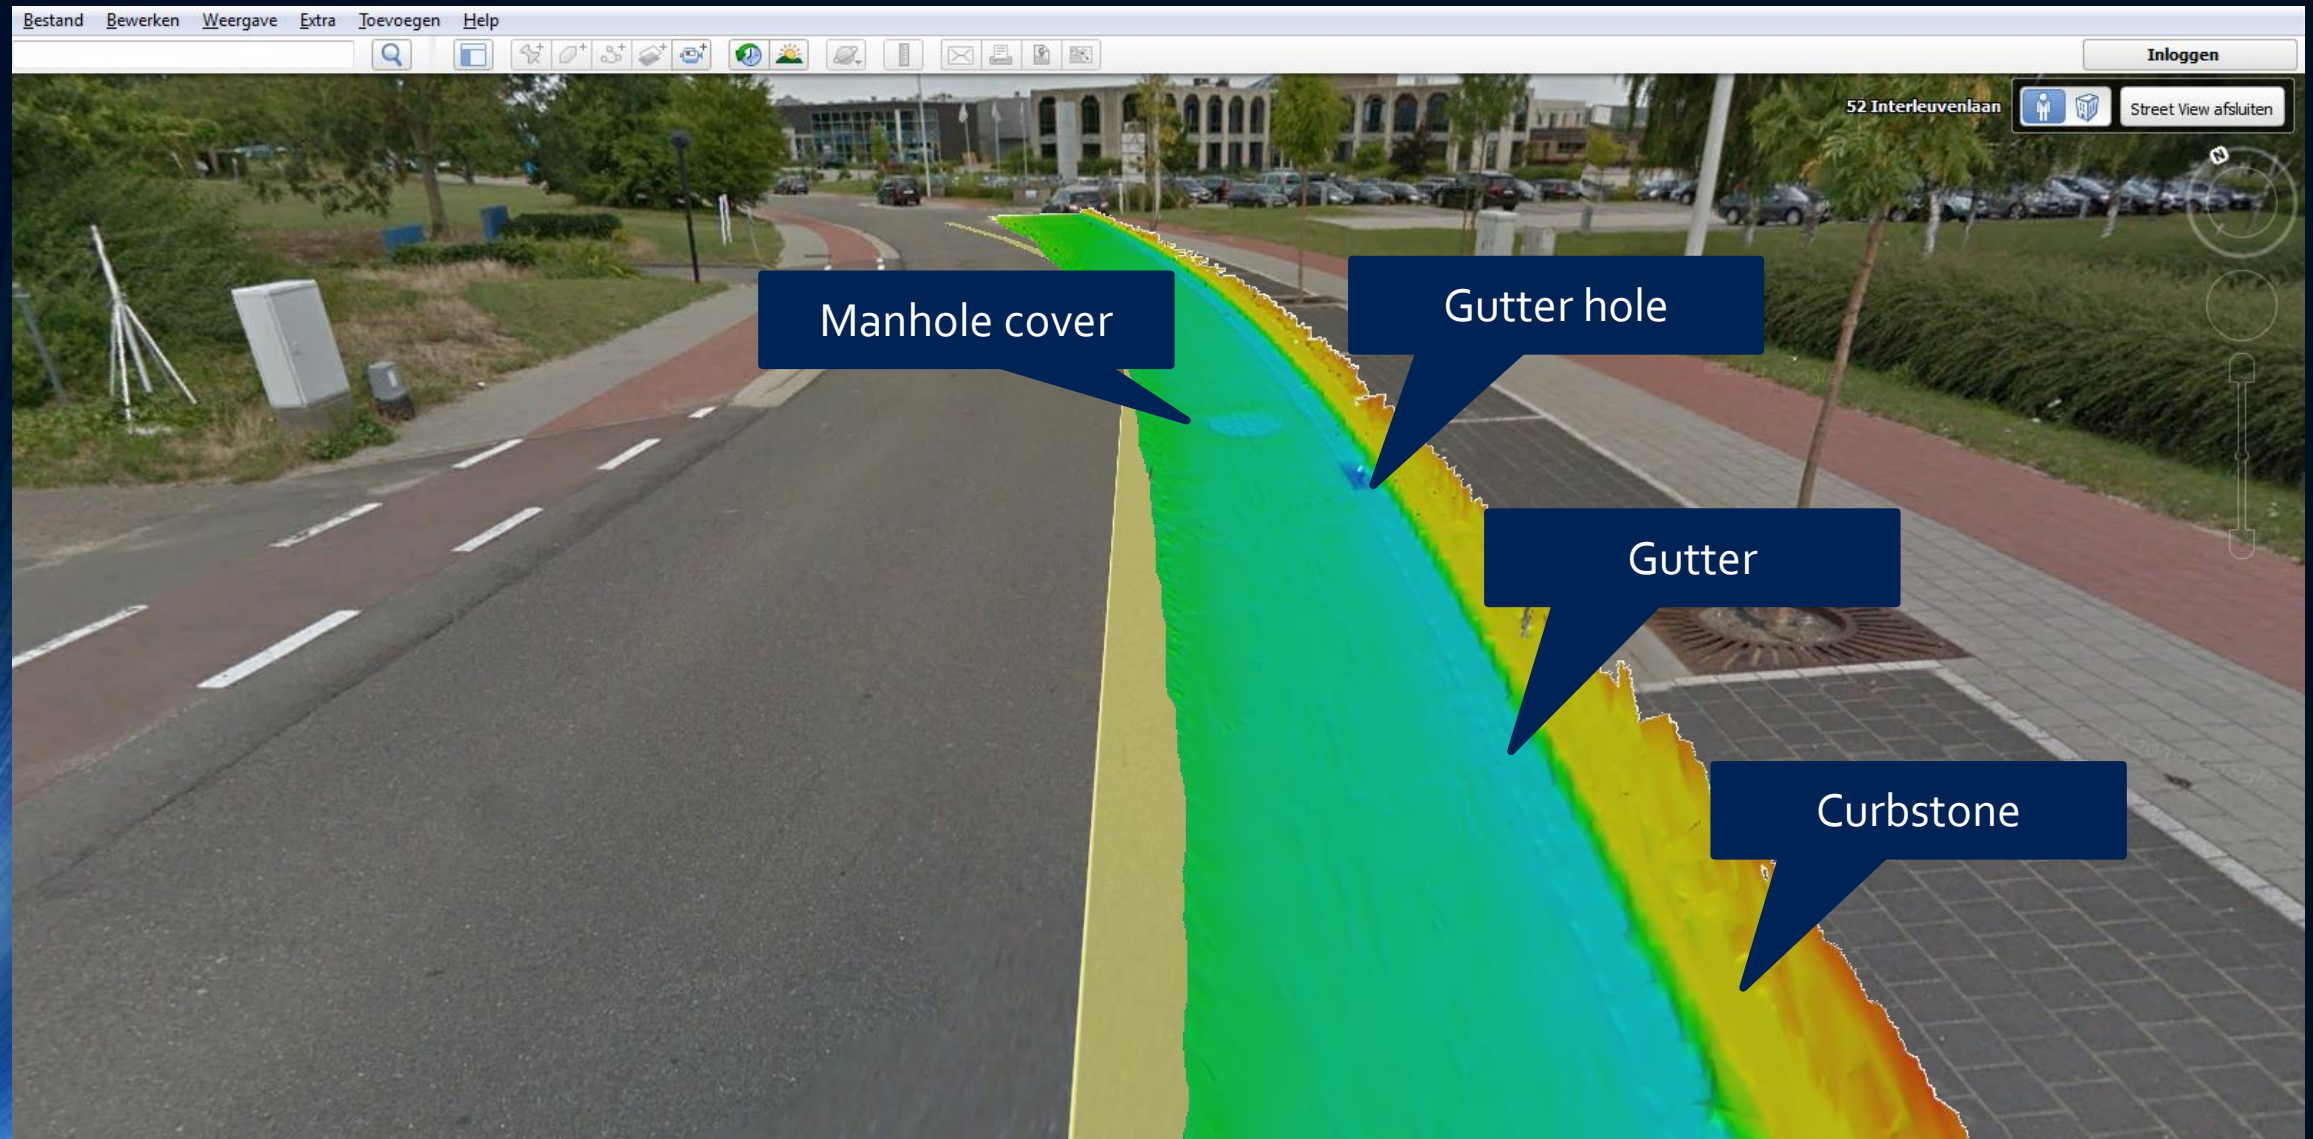 Bestand Bewerken Weergave Extra Toevoegen Help
Inloggen
52 Interleuvenlaan
Street View afsluiten
N
Manhole cover
Gutter hole
Gutter
Curbstone